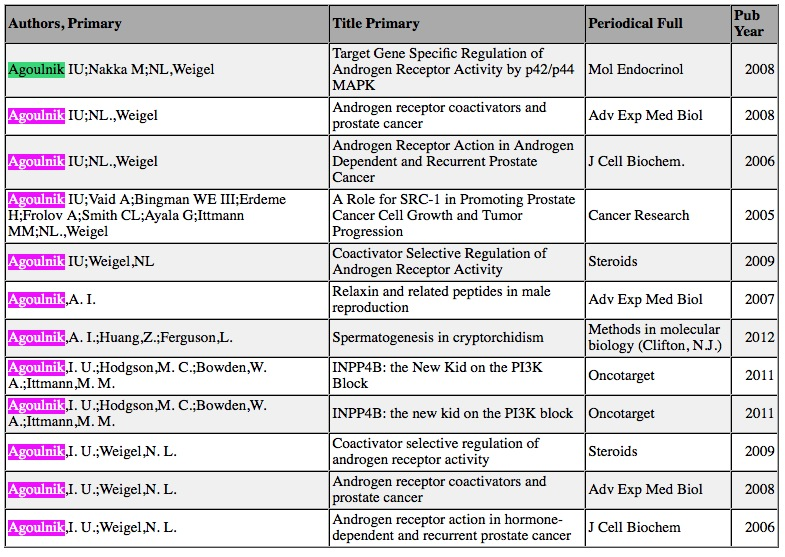 Authors, Primary Title Primary Periodical Full Pub
Year
Agoulnik IU;Nakka M;NL,Weigel Target Gene Specific Regulation of
Androgen Receptor Activity by p42/p44
MAPK Mol Endocrinol 2008
Agoulnik IU;NL.,Weigel Androgen receptor coactivators and
prostate cancer Adv Exp Med Biol 2008
Agoulnik IU;NL.,Weigel Androgen Receptor Action in Androgen
Dependent and Recurrent Prostate
Cancer J Cell Biochem. 2006
Agoulnik IU;Vaid A;Bingman WE III;Erdeme
H;Frolov A;Smith CL;Ayala G;Ittmann
MM;NL.,Weigel A Role for SRC-1 in Promoting Prostate
Cancer Cell Growth and Tumor
Progression Cancer Research 2005
Agoulnik IU;Weigel,NL Coactivator Selective Regulation of
Androgen Receptor Activity Steroids 2009
Agoulnik,A. I. Relaxin and related peptides in male
reproduction Adv Exp Med Biol 2007
Agoulnik,A. I.;Huang,Z.;Ferguson,L. Spermatogenesis in cryptorchidism Methods in molecular
biology (Clifton, N.J.) 2012
Agoulnik,I. U.;Hodgson,M. C.;Bowden,W.
A.;Ittmann,M. M. INPP4B: the New Kid on the PI3K
Block Oncotarget 2011
Agoulnik,I. U.;Hodgson,M. C.;Bowden,W.
A.;Ittmann,M. M. INPP4B: the new kid on the PI3K block Oncotarget 2011
Agoulnik,I. U.;Weigel,N. L. Coactivator selective regulation of
androgen receptor activity Steroids 2009
Agoulnik,I. U.;Weigel,N. L. Androgen receptor coactivators and
prostate cancer Adv Exp Med Biol 2008
Agoulnik,I. U.;Weigel,N. L. Androgen receptor action in hormone-
dependent and recurrent prostate cancer J Cell Biochem 2006